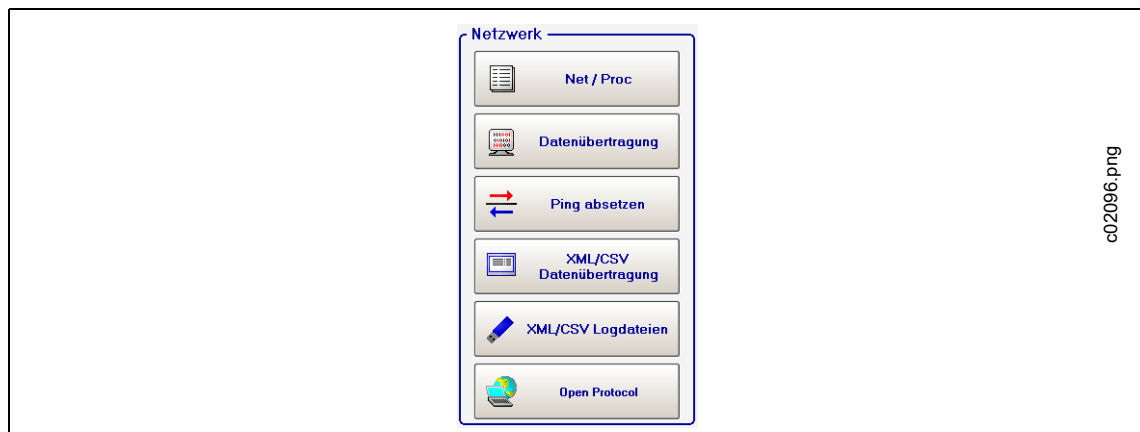 Netzwerk
Net / Proc
Datenübertragung
Ping absetzen
XML/CSV
Datenübertragung
XML/CSV Logdateien
Open Protocol
c02096.png